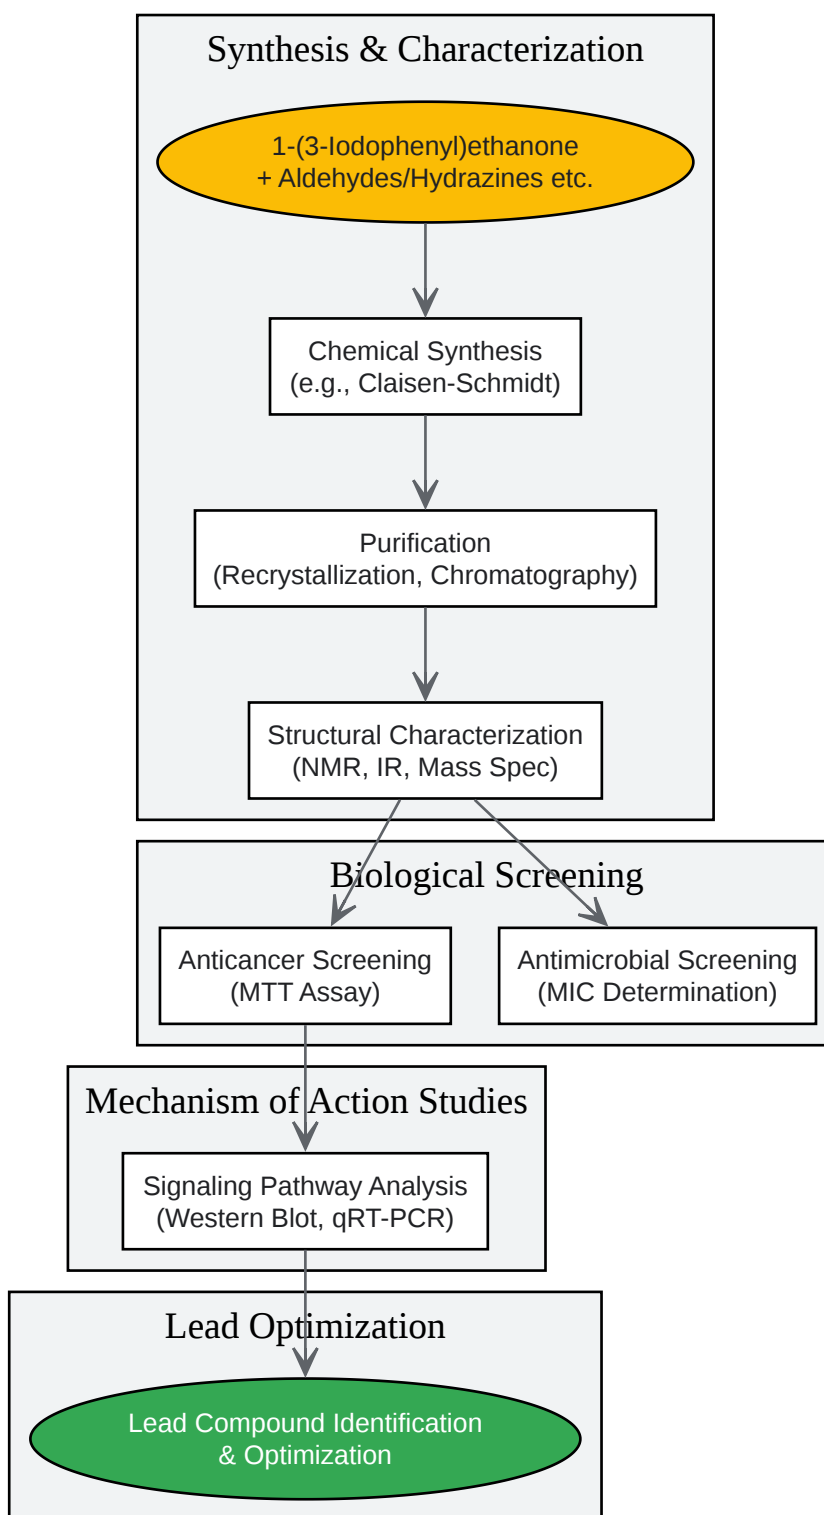 Synthesis & Characterization
1-(3-Iodophenyl)ethanone
+ Aldehydes/Hydrazines etc.
Chemical Synthesis
(e.g., Claisen-Schmidt)
Purification
(Recrystallization, Chromatography)
Structural Characterization
(NMR, IR, Mass Spec)
Biological Screening
Anticancer Screening
(MTT Assay)
Antimicrobial Screening
(MIC Determination)
Mechanism of Action Studies
Signaling Pathway Analysis
(Western Blot, qRT-PCR)
Lead Optimization
Lead Compound Identification
& Optimization